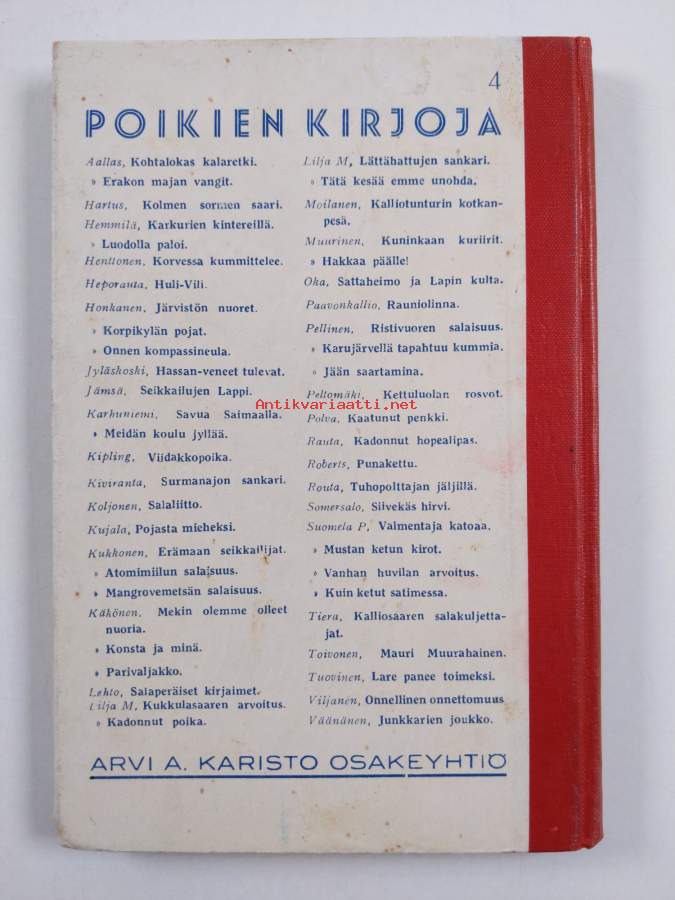 4
POIKIEN KIRJOJA
Aallas, Kohtalokas kalaretki.
» Erakon majan vangit.
Hartus, Kolmen sormen saari.
Hemmilä, Karkurien kintereillä.
» Luodolla paloi.
Henttonen, Korvessa kummittelee.
Heporauta, Huli-Vili.
Honkanen, Järvistön nuoret.
» Korpikylän pojat.
» Onnen kompassineula.
Jyläskoski, Hassan-veneet tulevat.
Jämsä, Seikkailujen Lappi.
Karhuniemi, Savua Saimaalla.
» Meidän koulu jyllää.
Kipling, Viidakkopoika.
Kiviranta, Surmanajon sankari.
Koljonen, Salaliitto.
Kujala, Pojasta mieheksi.
Kukkonen, Erämaan seikkailijat.
» Atomimiilun salaisuus.
» Mangrovemetsän salaisuus.
Käkönen, Mekin olemme olleet
nuoria.
» Konsta ja minä.
» Parivaljakko.
Lehto, Salaperäiset kirjaimet.
Lilja M, Kukkulasaaren arvoitus.
» Kadonnut poika.
Lilja M, Lättähattujen sankari.
» Tätä kesää emme unohda.
Moilanen, Kalliotunturin kotkan-
pesä.
Muurinen, Kuninkaan kuriirit.
» Hakkaa päälle!
Oka, Sattaheimo ja Lapin kulta.
Paavonkallio, Rauniolinna.
Pellinen, Ristivuoren salaisuus.
» Karujärvellä tapahtuu kummia.
» Jään saartamina.
Peltomäki, Kettuluolan rosvot.
Polva, Kaatunut penkki.
Rauta, Kadonnut hopealipas.
Roberts, Punakettu.
Routa, Tuhopolttajan jäljillä.
Somersalo, Siivekäs hirvi.
Suomela P, Valmentaja katoaa.
» Mustan ketun kirot.
» Vanhan huvilan arvoitus.
» Kuin ketut satimessa.
Tiera, Kalliosaaren salakuljetta-
jat.
Toivonen, Mauri Muurahainen.
Tuovinen, Lare panee toimeksi.
Viljanen, Onnellinen onnettomuus
Väänänen, Junkkarien joukko.
Antikvariaatti.net
ARVI A. KARISTO OSAKEYHTIÖ